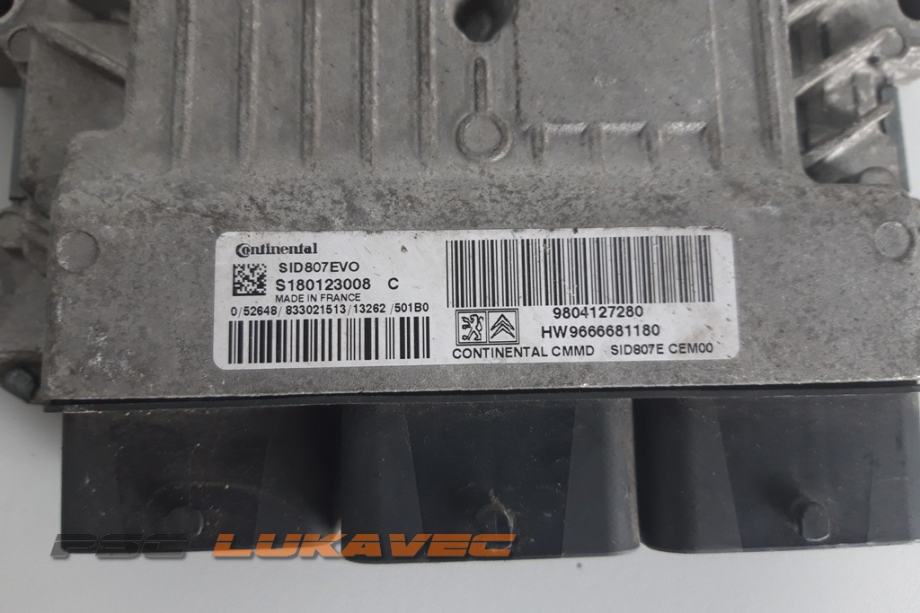 Continental
SID807EVO
S180123008 C
MADE IN FRANCE
0/52648/833021513/13262/501B0
9804127280
HW9666681180
CONTINENTAL CMMD SID807E CEM00
PSC LUKAVEC